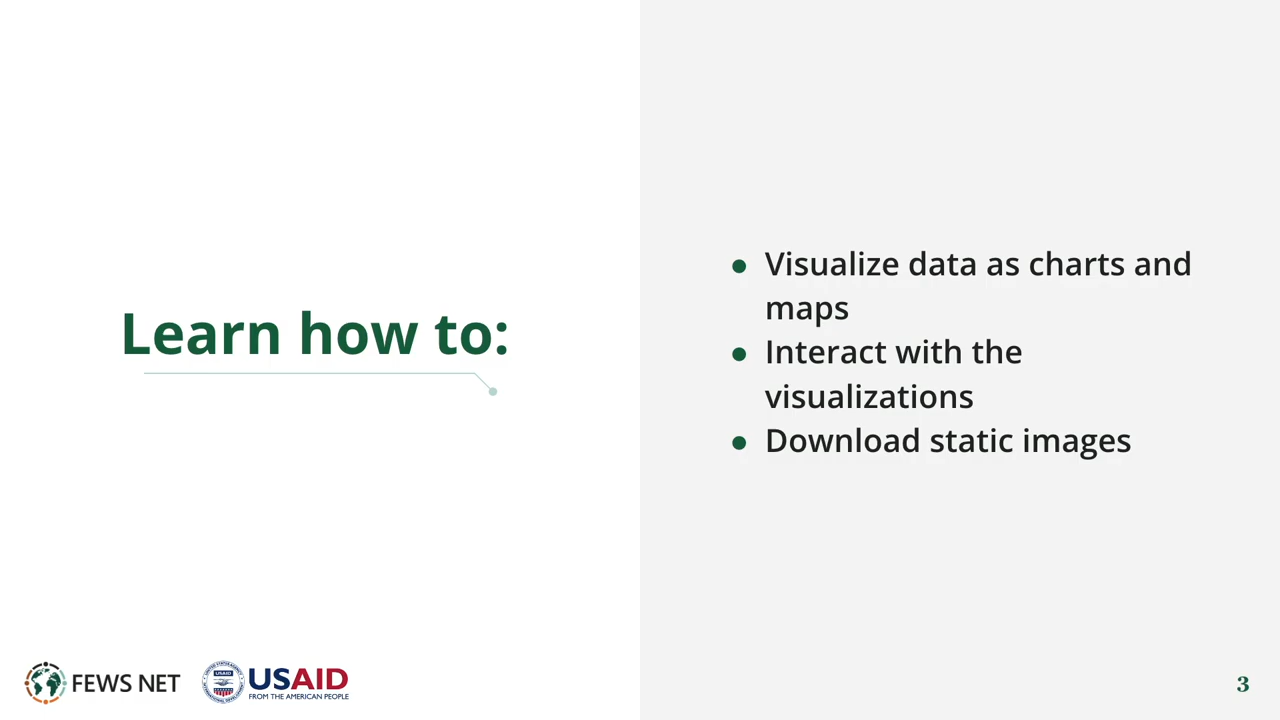 Learn how to:
● Visualize data as charts and
maps
● Interact with the
visualizations
● Download static images
FEWS NET
USAID
USAID
FROM THE AMERICAN PEOPLE
3